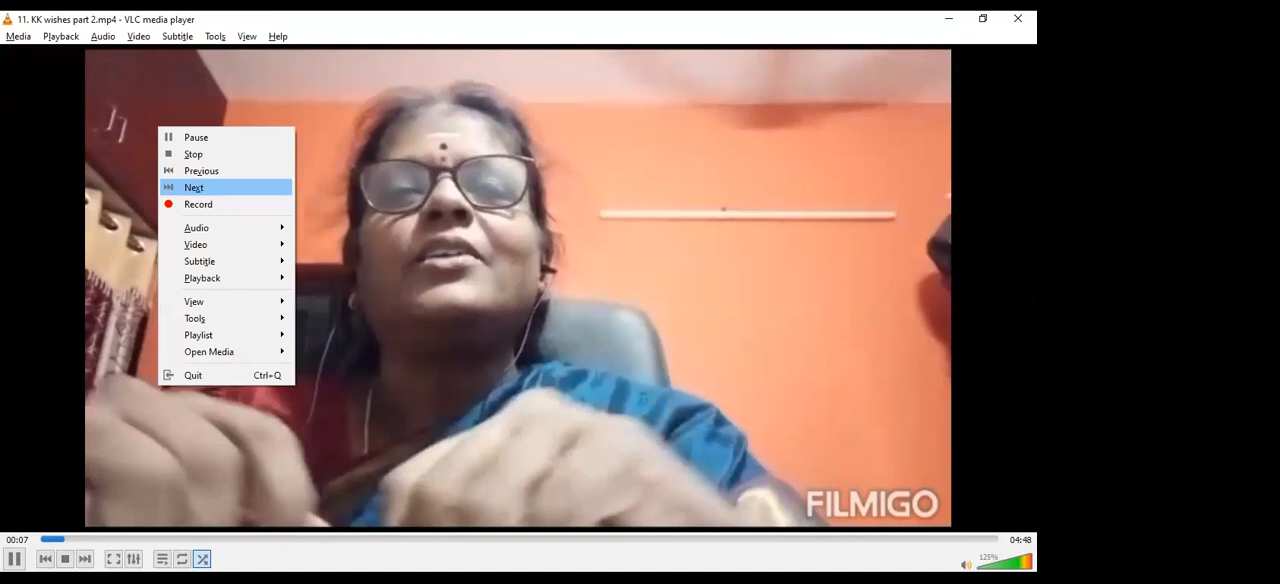 11. KK wishes part 2.mp4 - VLC media player
Media Playback Audio Video Subtitle Tools View Help
Pause
Stop
Previous
Next
Record
Audio
Video
Subtitle
Playback
View
Tools
Playlist
Open Media
Quit Ctrl+Q
FILMIGO
00:07 04:48
125%